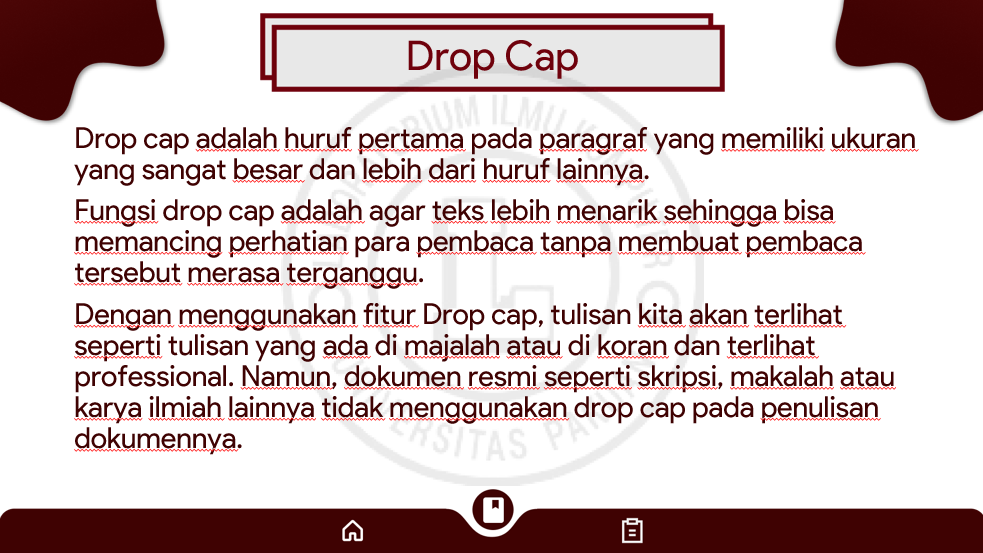 Drop Cap
Drop cap adalah huruf pertama pada paragraf yang memiliki ukuran
yang sangat besar dan lebih dari huruf lainnya.
Fungsi drop cap adalah agar teks lebih menarik sehingga bisa
memancing perhatian para pembaca tanpa membuat pembaca
tersebut merasa terganggu.
Dengan menggunakan fitur Drop cap, tulisan kita akan terlihat
seperti tulisan yang ada di majalah atau di koran dan terlihat
professional. Namun, dokumen resmi seperti skripsi, makalah atau
karya ilmiah lainnya tidak menggunakan drop cap pada penulisan
dokumennya.